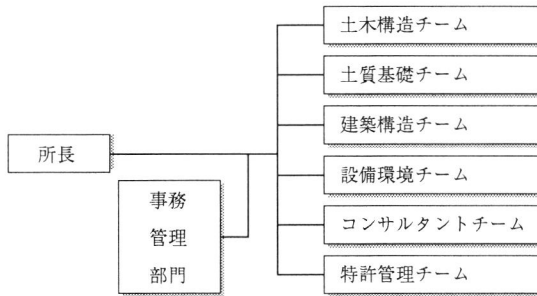 土木構造チーム
土質基礎チーム
建築構造チーム
所長
設備環境チーム
事務
管理
部門
コンサルタントチーム
特許管理チーム